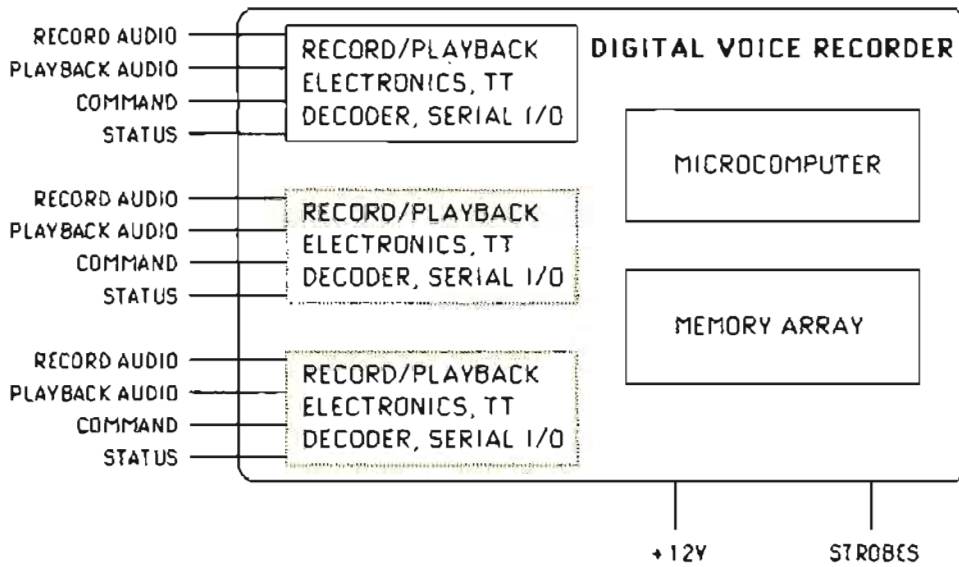 DIGITAL VOICE RECORDER
RECORD AUDIO
PLAYBACK AUDIO
COMMAND
STATUS
RECORD/PLAYBACK
ELECTRONICS, TT
DECODER, SERIAL I/O
RECORD AUDIO
PLAYBACK AUDIO
COMMAND
STATUS
RECORD/PLAYBACK
ELECTRONICS, TT
DECODER, SERIAL I/O
RECORD AUDIO
PLAYBACK AUDIO
COMMAND
STATUS
RECORD/PLAYBACK
ELECTRONICS, TT
DECODER, SERIAL I/O
MICROCOMPUTER
MEMORY ARRAY
+12V
STROBES